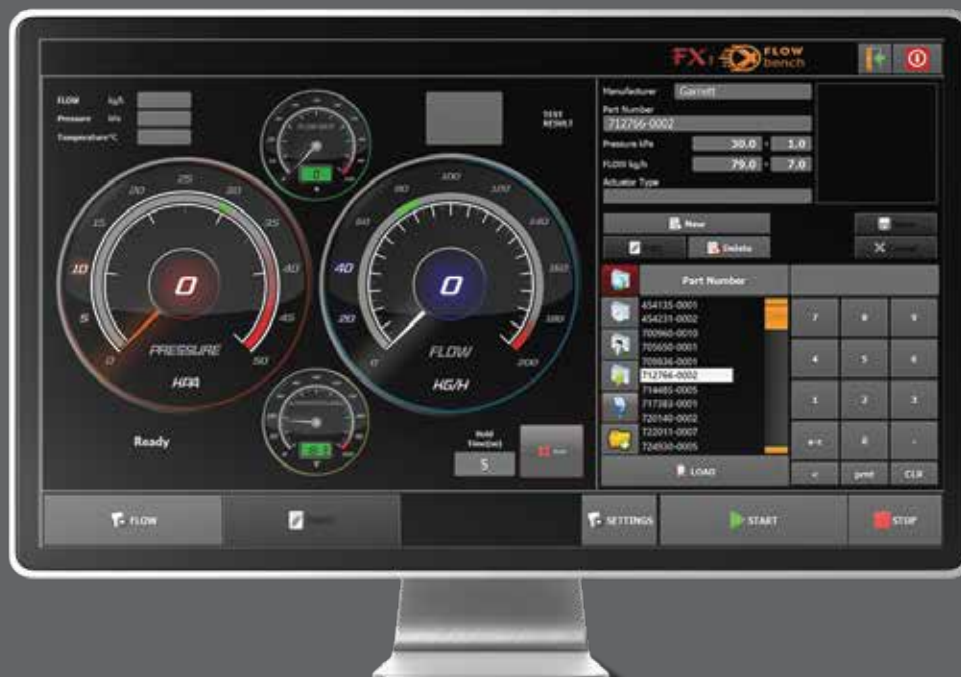 FX FLOW
bench
FLOW kg/h
Pressure kPa
Temperature °C
TEST
RESULT
Manufacturer Garrett
Part Number
712766-0002
Pressure kPa 30.0 1.0
FLOW kg/h 79.0 7.0
Actuator Type
New
Delete
Part Number
454135-0001
454231-0002
700960-0010
705650-0001
709836-0001
712766-0002
714485-0005
717383-0001
720140-0002
722011-0007
724930-0005
LOAD
7 8 9
4 5 6
1 2 3
0
< CLR
0 5 10 15 20 25 30 35 40 45 50
0
PRESSURE
KPA
0 20 40 60 80 100 120 140 160 180 200
0
FLOW
KG/H
0
Ready
Hold
Time(sec)
5
FLOW
SETTINGS
START
STOP